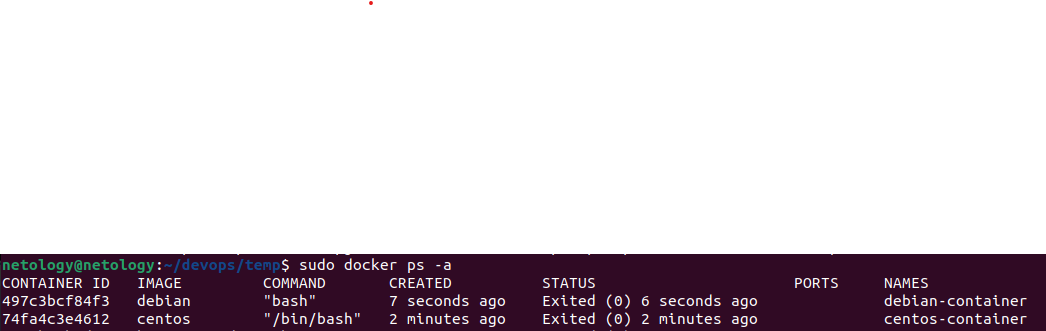 netology@netology:~/devops/temp$ sudo docker ps -a
CONTAINER ID   IMAGE     COMMAND       CREATED         STATUS                     PORTS     NAMES
497c3bcf84f3   debian    "bash"        7 seconds ago   Exited (0) 6 seconds ago             debian-container
74fa4c3e4612   centos    "/bin/bash"   2 minutes ago   Exited (0) 2 minutes ago             centos-container